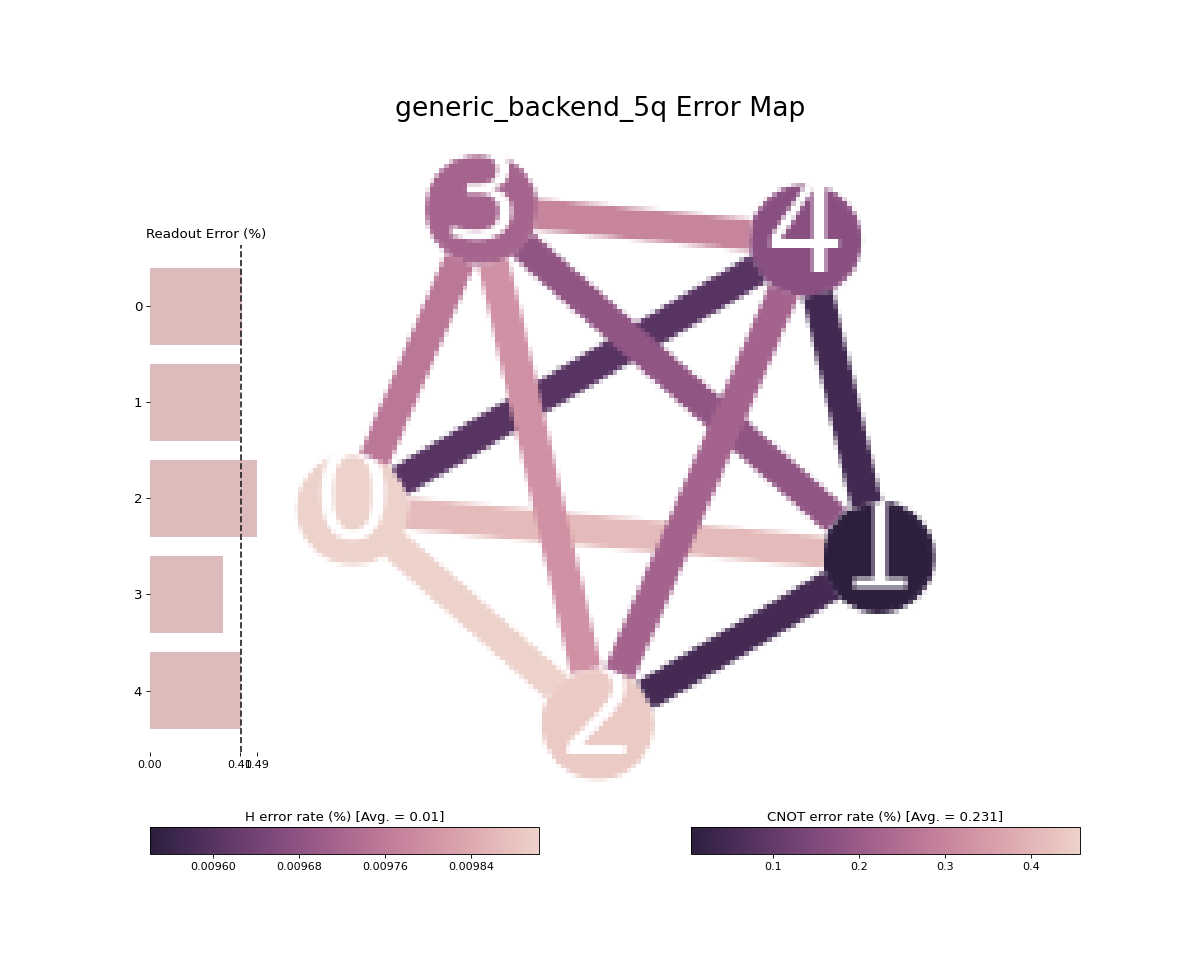 generic_backend_5q Error Map
3
4
Readout Error (%)
0
1
2
3
4
0
1
2
0.00 0.41 0.49
H error rate (%) [Avg. = 0.01]
CNOT error rate (%) [Avg. = 0.231]
0.00960 0.00968 0.00976 0.00984
0.1 0.2 0.3 0.4